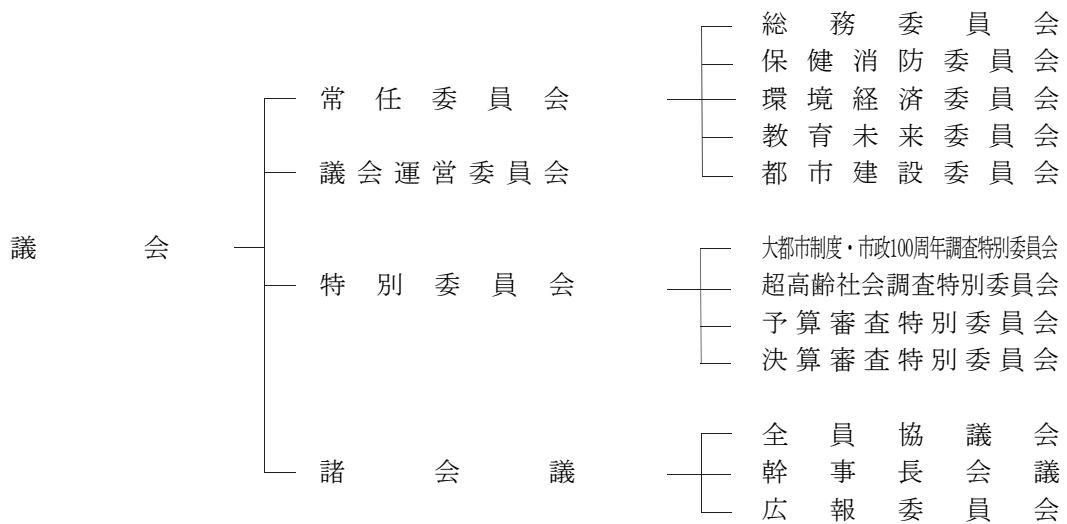 総務委員会
保健消防委員会
常任委員会 環境経済委員会
教育未来委員会
議会運営委員会 都市建設委員会
議会 大都市制度・市政100周年調査特別委員会
特別委員会 超高齢社会調査特別委員会
予算審査特別委員会
決算審査特別委員会
全員協議会
諸会議 幹事長会議
広報委員会